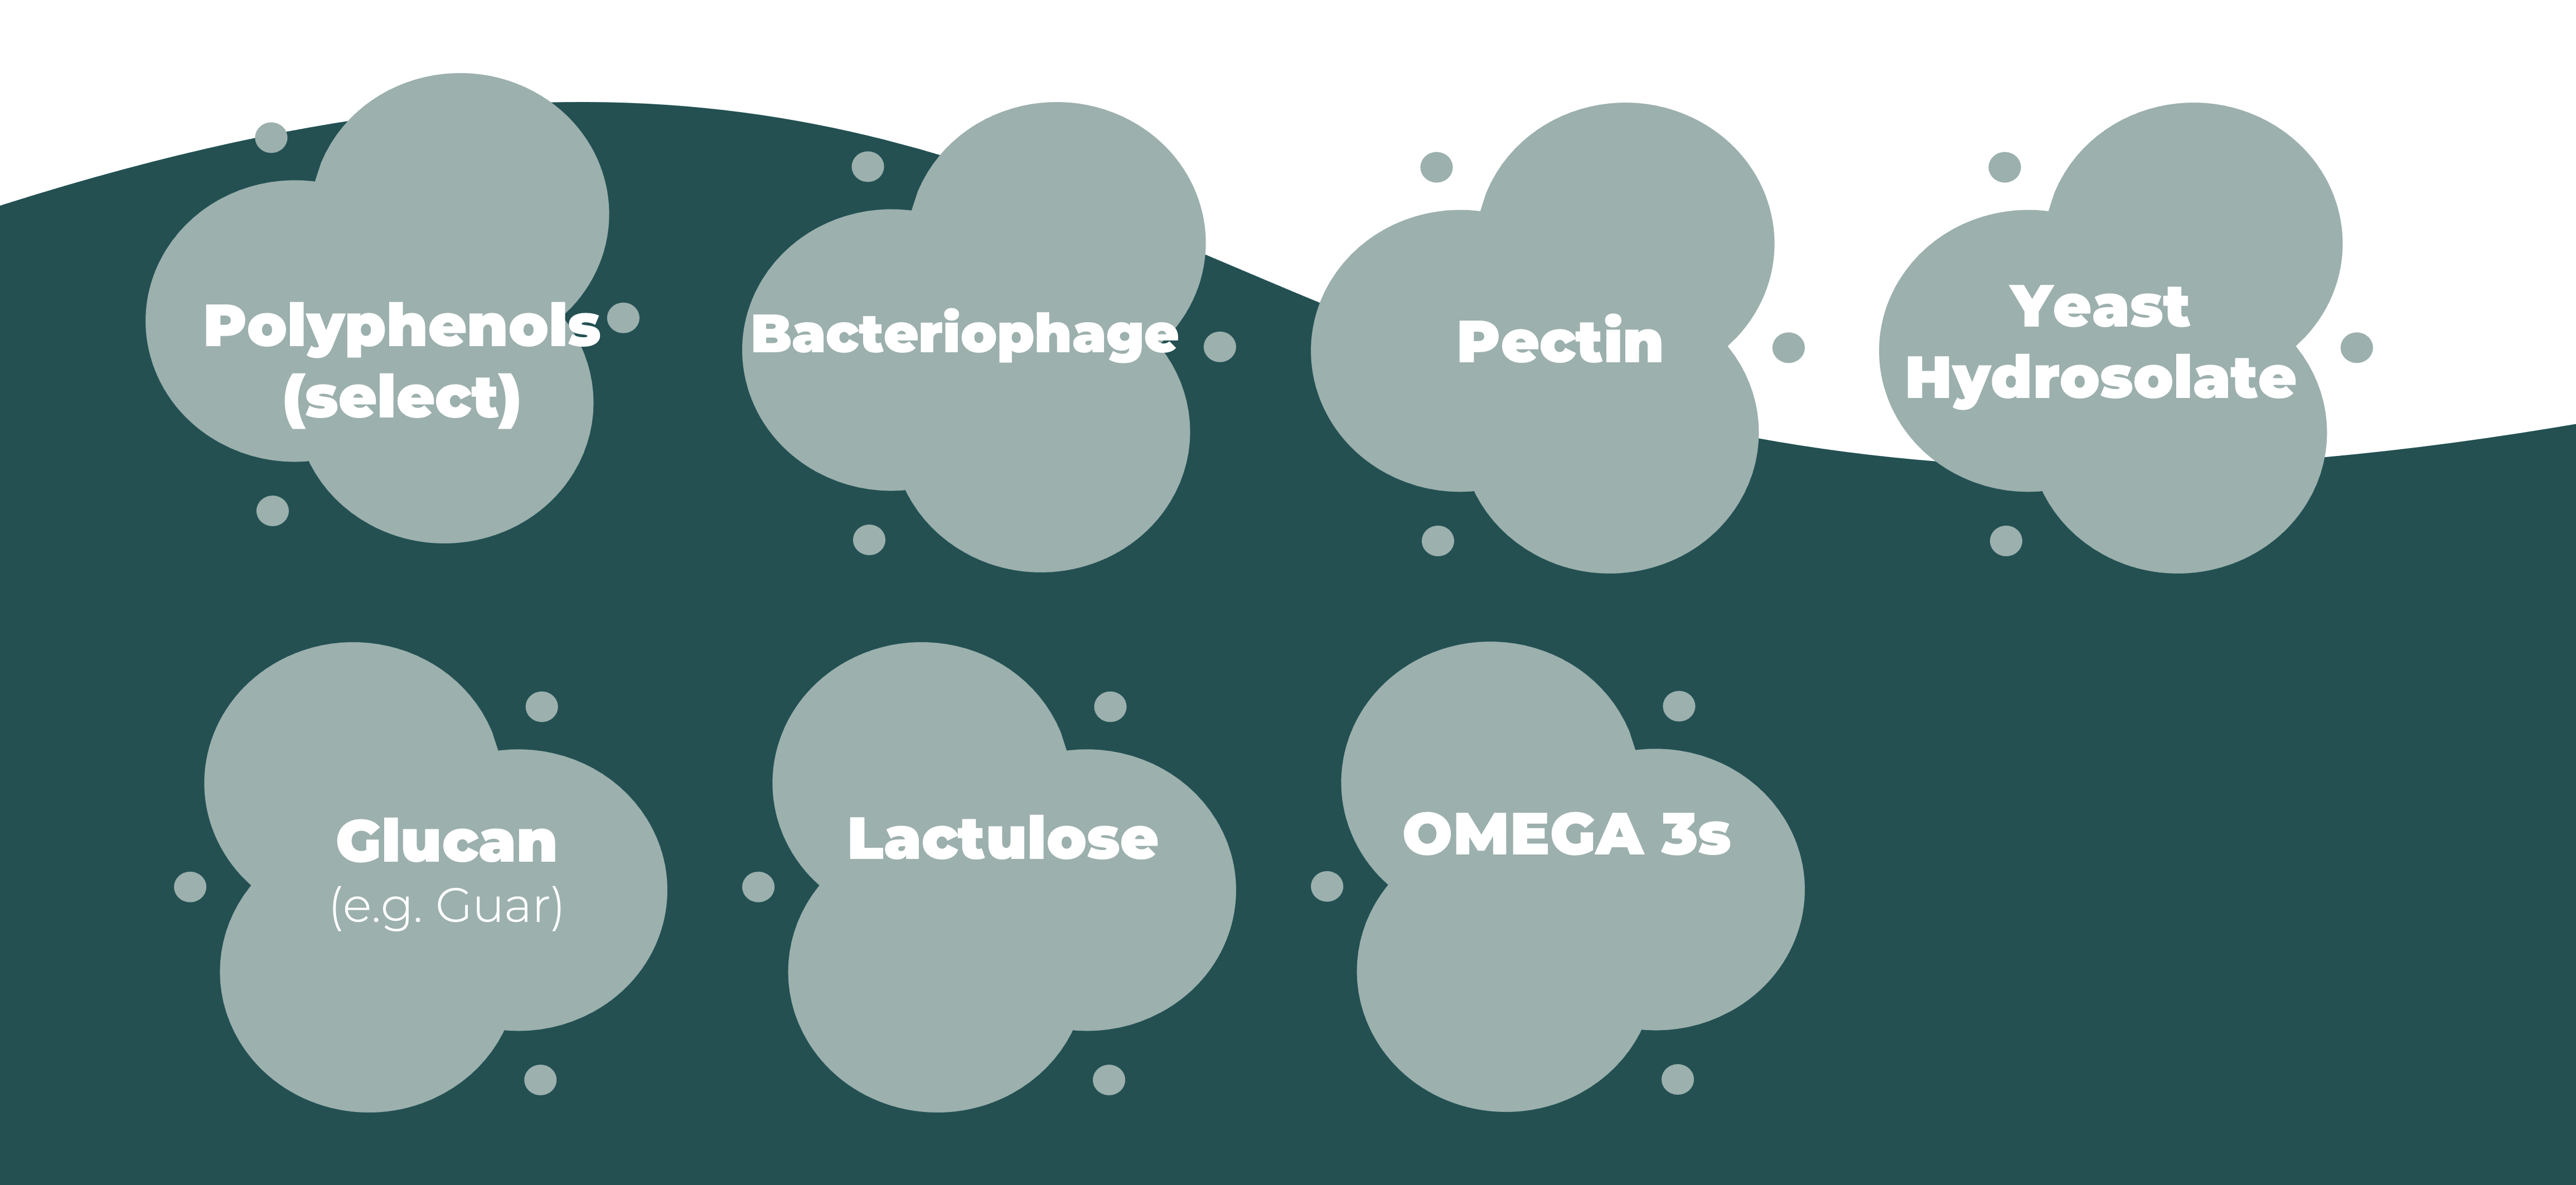 Polyphenols
(select)
Bacteriophage
Pectin
Yeast
Hydrosolate
Glucan
(e.g. Guar)
Lactulose
OMEGA 3s